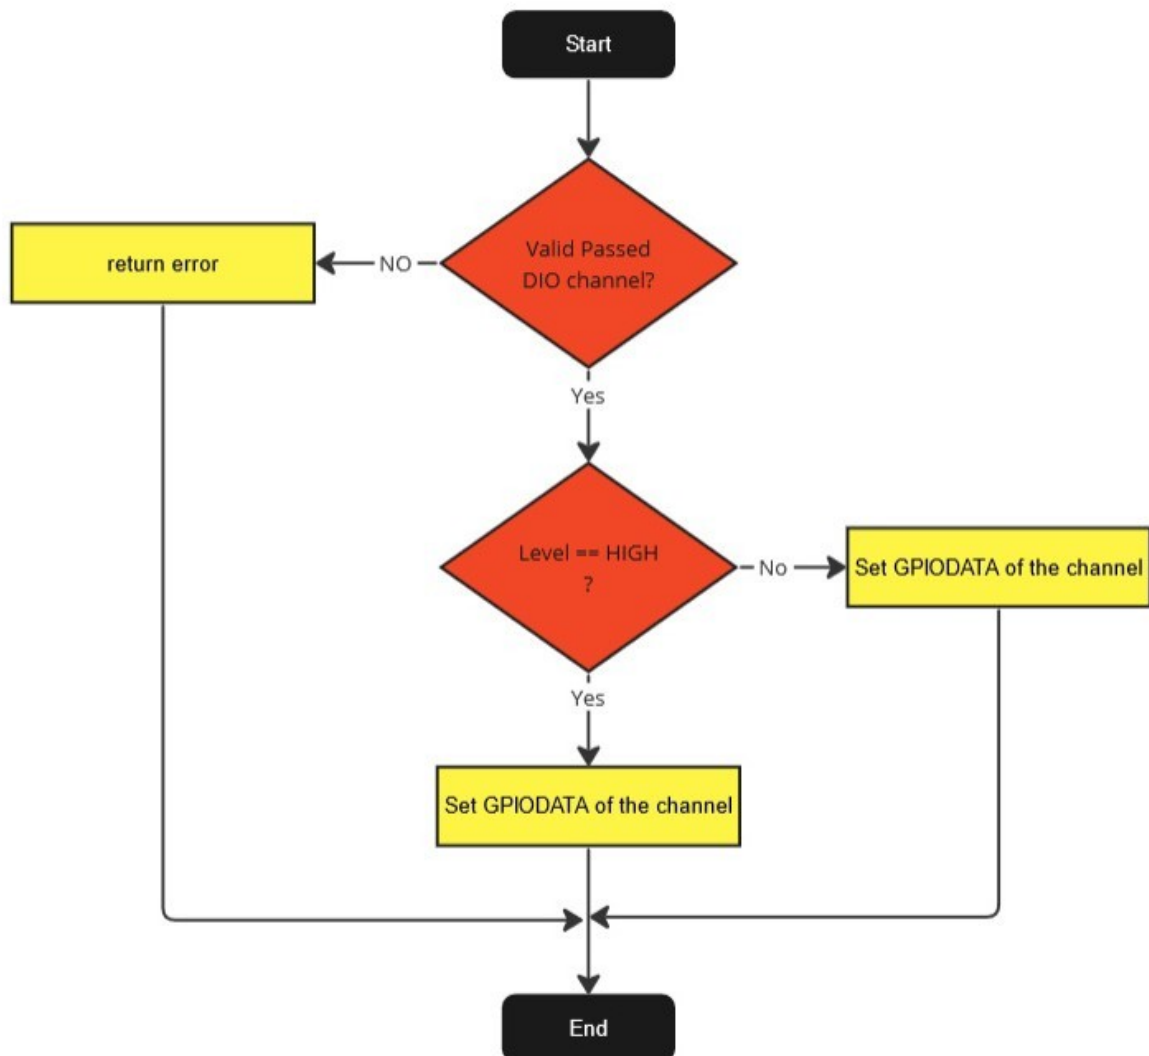 Start
Valid Passed
DIO channel?
NO
return error
Yes
Level == HIGH
?
No
Set GPIODATA of the channel
Yes
Set GPIODATA of the channel
End